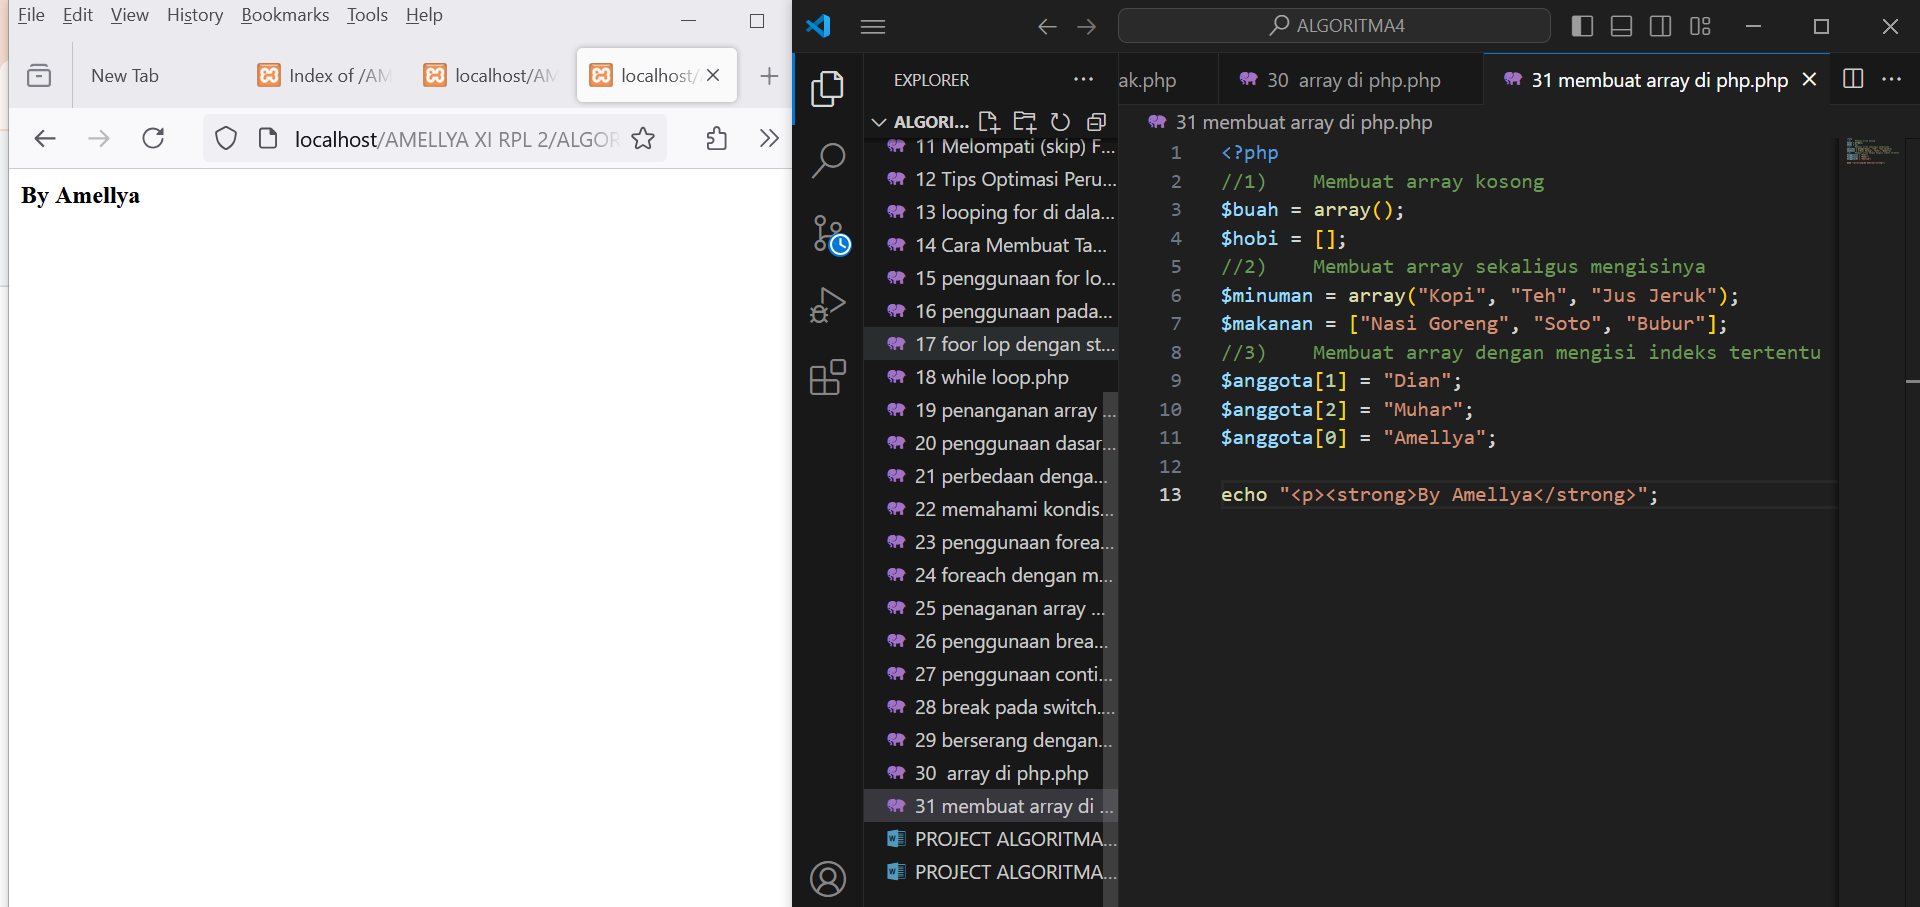 File Edit View History Bookmarks Tools Help
New Tab
Index of /AM
localhost/AM
localhost/
localhost/AMELLYA XI RPL 2/ALGOR
By Amellya
ALGORITMA4
EXPLORER
ak.php
30 array di php.php
31 membuat array di php.php
ALGORI...
31 membuat array di php.php
11 Melompati (skip) F...
12 Tips Optimasi Peru...
13 looping for di dala...
14 Cara Membuat Ta...
15 penggunaan for lo...
16 penggunaan pada...
17 foor lop dengan st...
18 while loop.php
19 penanganan array ...
20 penggunaan dasar...
21 perbedaan denga...
22 memahami kondis...
23 penggunaan forea...
24 foreach dengan m...
25 penaganan array ...
26 penggunaan brea...
27 penggunaan conti...
28 break pada switch....
29 berserang dengan...
30 array di php.php
31 membuat array di ...
PROJECT ALGORITMA...
PROJECT ALGORITMA...
1 <?php
2 //1)    Membuat array kosong
3 $buah = array();
4 $hobi = [];
5 //2)    Membuat array sekaligus mengisinya
6 $minuman = array("Kopi", "Teh", "Jus Jeruk");
7 $makanan = ["Nasi Goreng", "Soto", "Bubur"];
8 //3)    Membuat array dengan mengisi indeks tertentu
9 $anggota[1] = "Dian";
10 $anggota[2] = "Muhar";
11 $anggota[0] = "Amellya";
12
13 echo "<p><strong>By Amellya</strong>";